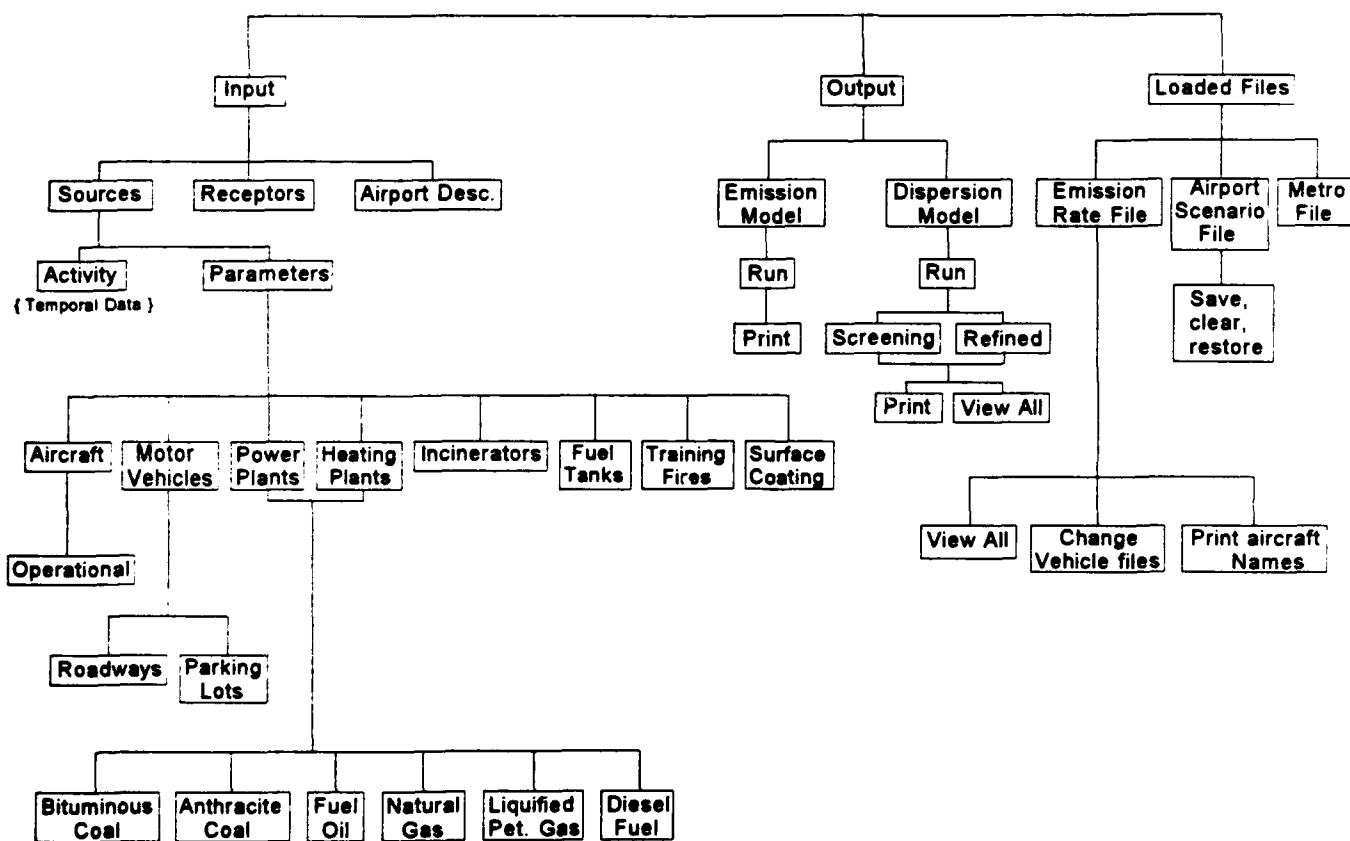 Input
Output
Loaded Files
Sources
Receptors
Airport Desc.
Emission
Model
Dispersion
Model
Emission
Rate File
Airport
Scenario
File
Metro
File
Activity
{ Temporal Data }
Parameters
Run
Run
Save,
clear,
restore
Print
Screening
Refined
Print
View All
Aircraft
Motor
Vehicles
Power
Plants
Heating
Plants
Incinerators
Fuel
Tanks
Training
Fires
Surface
Coating
View All
Change
Vehicle files
Print aircraft
Names
Operational
Roadways
Parking
Lots
Bituminous
Coal
Anthracite
Coal
Fuel
Oil
Natural
Gas
Liquified
Pet. Gas
Diesel
Fuel